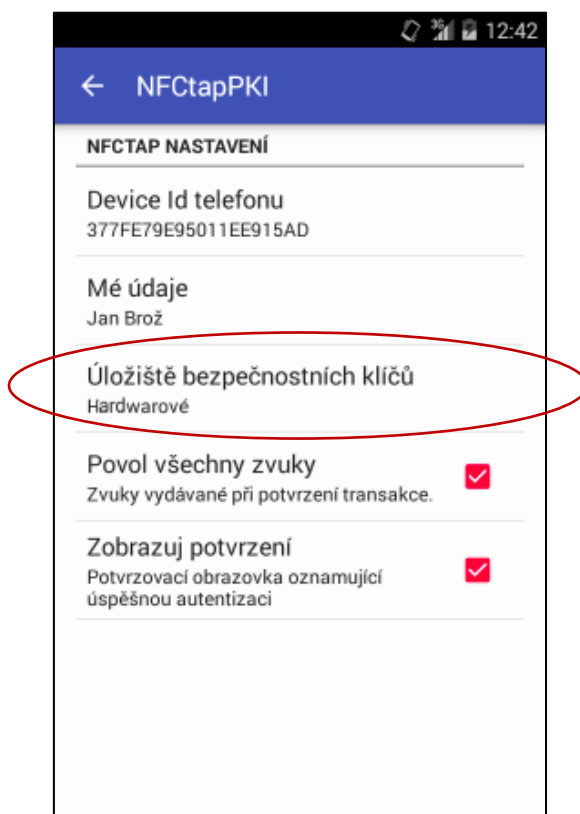 3G 12:42
NFCtapPKI
NFCTAP NASTAVENÍ
Device Id telefonu
377FE79E95011EE915AD
Mé údaje
Jan Brož
Úložiště bezpečnostních klíčů
Hardwarové
Povol všechny zvuky
Zvuky vydávané při potvrzení transakce.
Zobrazuj potvrzení
Potvrzovací obrazovka oznamující
úspěšnou autentizaci